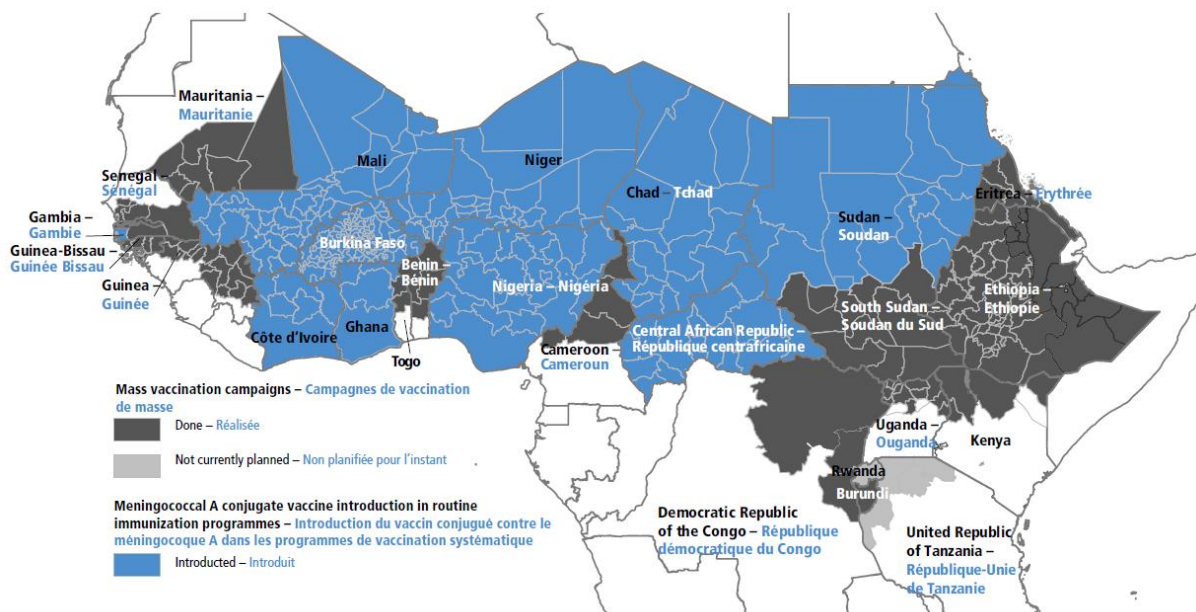 Mauritania –
Mauritanie
Mali
Niger
Chad – Tchad
Senegal –
Sénégal
Sudan –
Soudan
Eritrea – Erythrée
Gambia –
Gambie
Burkina Faso
Guinea-Bissau –
Guinée Bissau
Benin –
Bénin
Nigeria – Nigéria
Guinea –
Guinée
Ethiopia –
Ethiopie
South Sudan –
Soudan du Sud
Côte d'Ivoire
Ghana
Togo
Central African Republic –
République centrafricaine
Cameroon –
Cameroun
Mass vaccination campaigns – Campagnes de vaccination
de masse
Done – Réalisée
Not currently planned – Non planifiée pour l'instant
Meningococcal A conjugate vaccine introduction in routine
immunization programmes – Introduction du vaccin conjugué contre le
méningocoque A dans les programmes de vaccination systématique
Introducted – Introduit
Uganda –
Ouganda
Kenya
Rwanda
Burundi
Democratic Republic
of the Congo – République
démocratique du Congo
United Republic
of Tanzania –
République-Unie
de Tanzanie